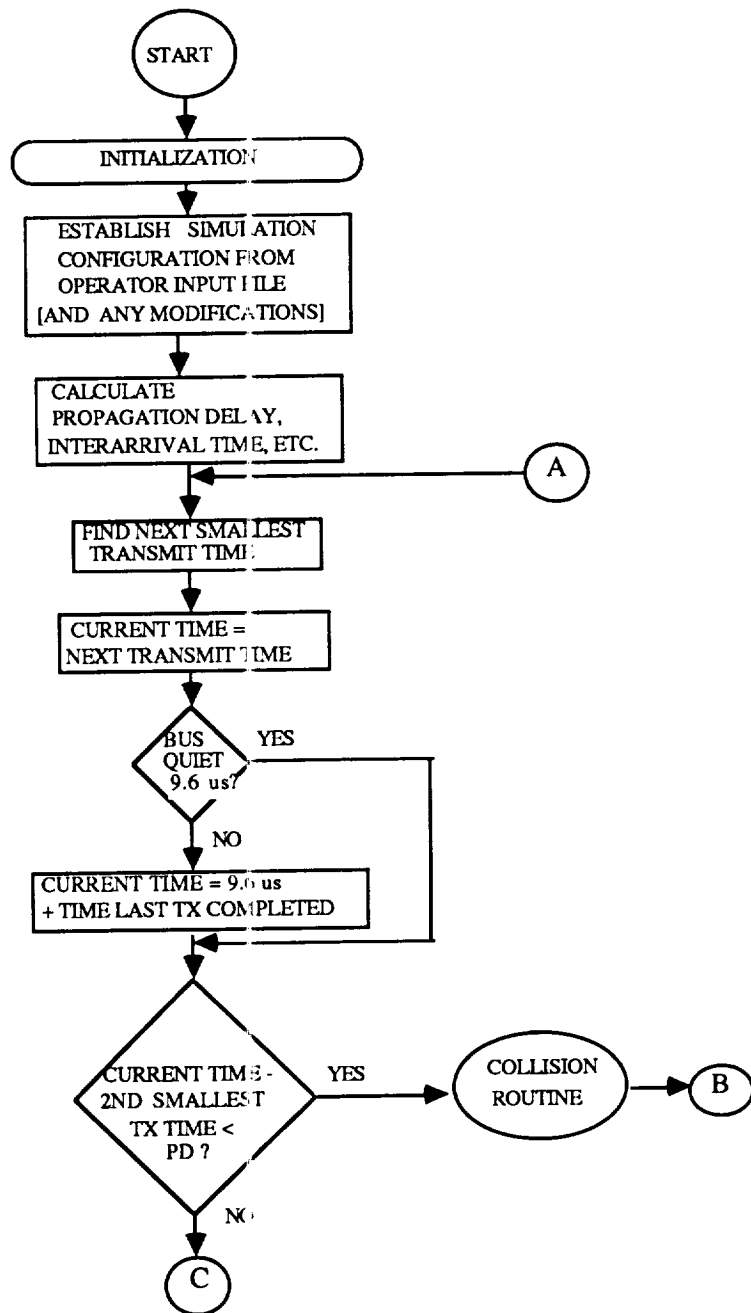 START
INITIALIZATION
ESTABLISH SIMULATION
CONFIGURATION FROM
OPERATOR INPUT FILE
[AND ANY MODIFICATIONS]
CALCULATE
PROPAGATION DELAY,
INTERARRIVAL TIME, ETC.
A
FIND NEXT SMALLEST
TRANSMIT TIME
CURRENT TIME =
NEXT TRANSMIT TIME
BUS
QUIET
9.6 us?
YES
NO
CURRENT TIME = 9.6 us
+ TIME LAST TX COMPLETED
CURRENT TIME -
2ND SMALLEST
TX TIME <
PD ?
YES
COLLISION
ROUTINE
B
NO
C